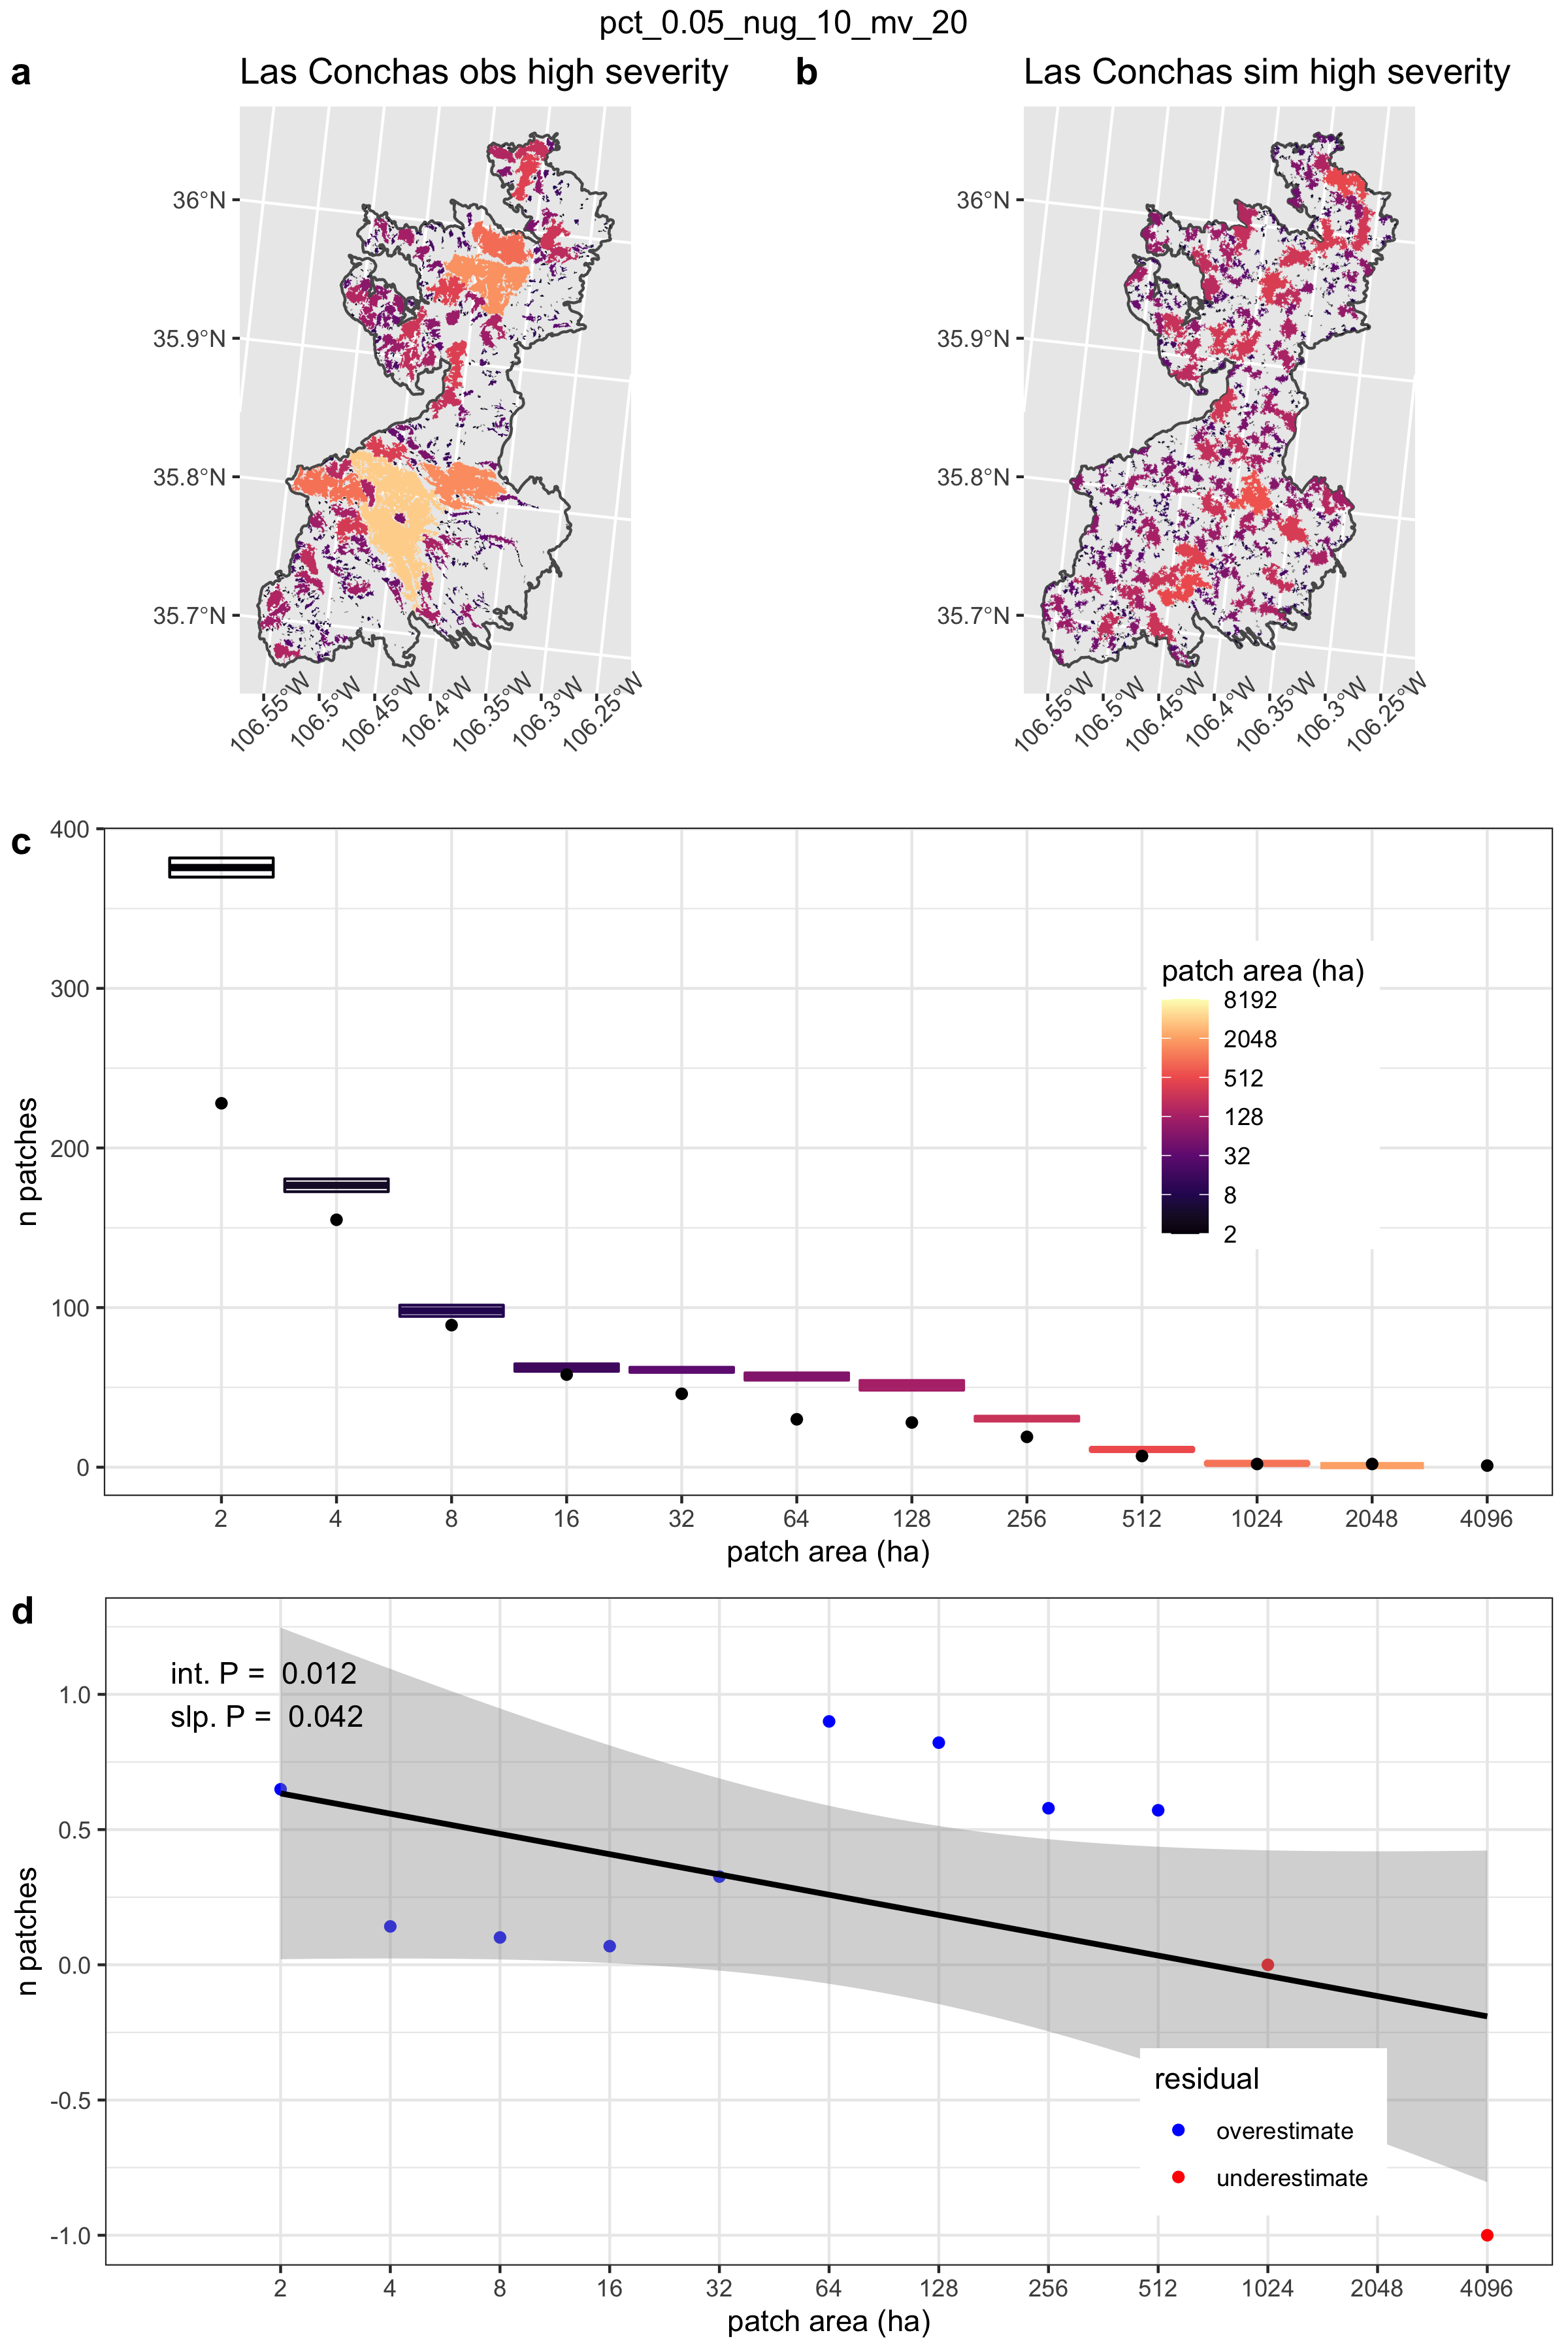 pct_0.05_nug_10_mv_20
a
Las Conchas obs high severity
b
Las Conchas sim high severity
36°N
35.9°N
35.8°N
35.7°N
106.55°W
106.5°W
106.45°W
106.4°W
106.35°W
106.3°W
106.25°W
36°N
35.9°N
35.8°N
35.7°N
106.55°W
106.5°W
106.45°W
106.4°W
106.35°W
106.3°W
106.25°W
c
n patches
400
300
200
100
0
patch area (ha)
8192
2048
512
128
32
8
2
2 4 8 16 32 64 128 256 512 1024 2048 4096
patch area (ha)
d
n patches
1.0
0.5
0.0
-0.5
-1.0
int. P = 0.012
slp. P = 0.042
residual
overestimate
underestimate
2 4 8 16 32 64 128 256 512 1024 2048 4096
patch area (ha)